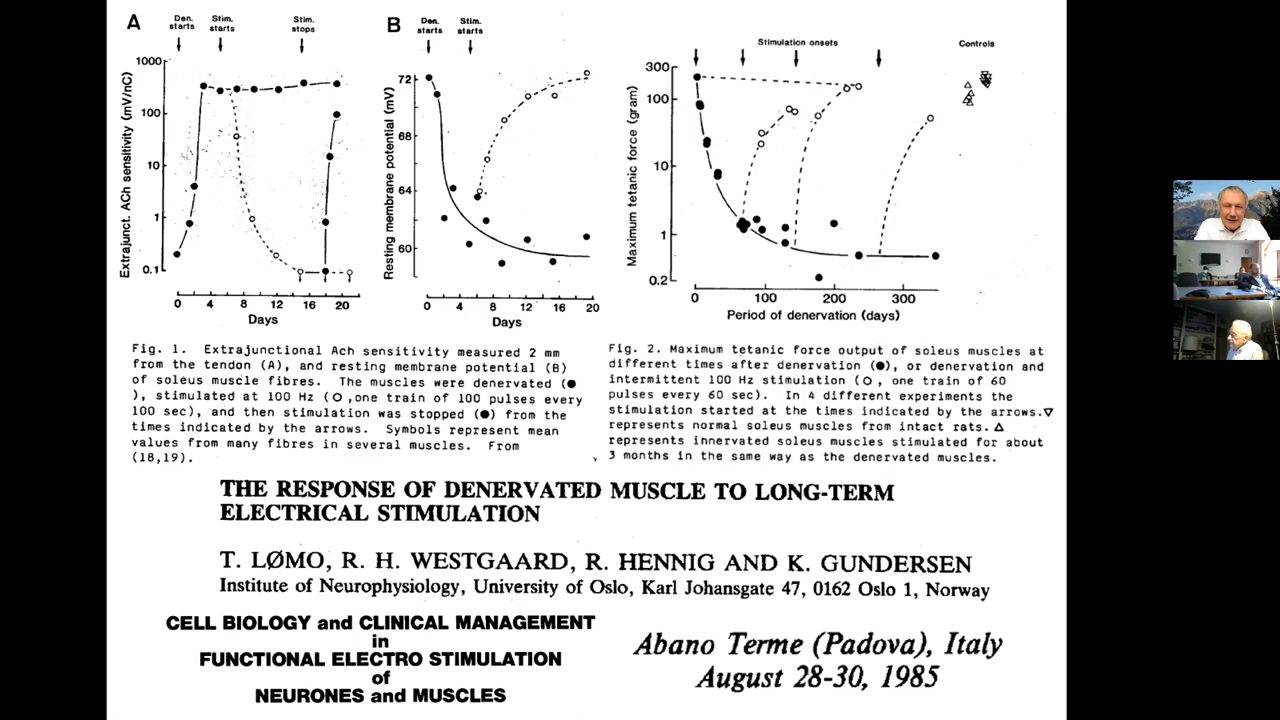 A
Den. starts
Stim. starts
Stim. stops
Extrajunct. ACh sensitivity (mV/nC)
1000
100
10
1
0.1
0 4 8 12 16 20
Days
B
Den. starts
Stim. starts
Resting membrane potential (mV)
72
68
64
60
0 4 8 12 16 20
Days
Stimulation onsets
Controls
Maximum tetanic force (gram)
300
100
10
1
0.2
0 100 200 300
Period of denervation (days)
Fig. 1. Extrajunctional Ach sensitivity measured 2 mm
from the tendon (A), and resting membrane potential (B)
of soleus muscle fibres. The muscles were denervated (●
), stimulated at 100 Hz (○,one train of 100 pulses every
100 sec), and then stimulation was stopped (●) from the
times indicated by the arrows. Symbols represent mean
values from many fibres in several muscles. From
(18,19).
Fig. 2. Maximum tetanic force output of soleus muscles at
different times after denervation (●), or denervation and
intermittent 100 Hz stimulation (○, one train of 60
pulses every 60 sec). In 4 different experiments the
stimulation started at the times indicated by the arrows.▽
represents normal soleus muscles from intact rats. △
represents innervated soleus muscles stimulated for about
3 months in the same way as the denervated muscles.
THE RESPONSE OF DENERVATED MUSCLE TO LONG-TERM
ELECTRICAL STIMULATION
T. LØMO, R. H. WESTGAARD, R. HENNIG AND K. GUNDERSEN
Institute of Neurophysiology, University of Oslo, Karl Johansgate 47, 0162 Oslo 1, Norway
CELL BIOLOGY and CLINICAL MANAGEMENT
in
FUNCTIONAL ELECTRO STIMULATION
of
NEURONES and MUSCLES
Abano Terme (Padova), Italy
August 28-30, 1985